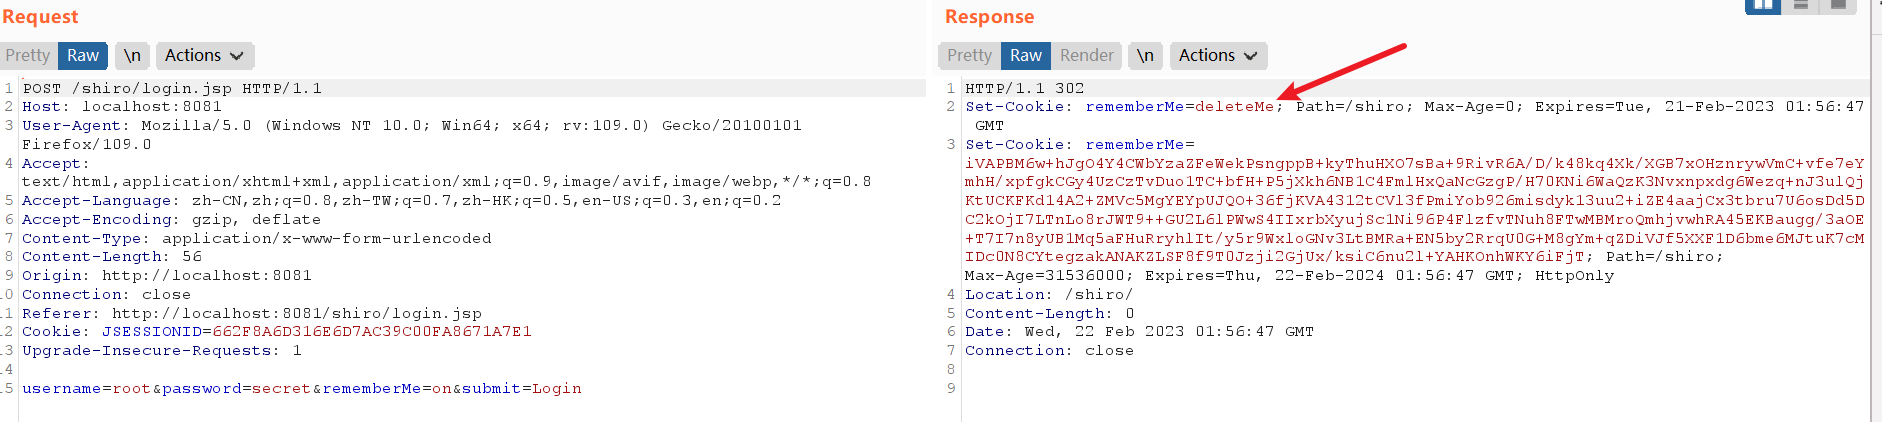 Request
Pretty Raw \n Actions
1 POST /shiro/login.jsp HTTP/1.1
2 Host: localhost:8081
3 User-Agent: Mozilla/5.0 (Windows NT 10.0; Win64; x64; rv:109.0) Gecko/20100101
Firefox/109.0
4 Accept:
text/html,application/xhtml+xml,application/xml;q=0.9,image/avif,image/webp,*/*;q=0.8
5 Accept-Language: zh-CN,zh;q=0.8,zh-TW;q=0.7,zh-HK;q=0.5,en-US;q=0.3,en;q=0.2
6 Accept-Encoding: gzip, deflate
7 Content-Type: application/x-www-form-urlencoded
8 Content-Length: 56
9 Origin: http://localhost:8081
10 Connection: close
11 Referer: http://localhost:8081/shiro/login.jsp
12 Cookie: JSESSIONID=662F8A6D316E6D7AC39C00FA8671A7E1
13 Upgrade-Insecure-Requests: 1
14
15 username=root&password=secret&rememberMe=on&submit=Login
Response
Pretty Raw Render \n Actions
1 HTTP/1.1 302
2 Set-Cookie: rememberMe=deleteMe; Path=/shiro; Max-Age=0; Expires=Tue, 21-Feb-2023 01:56:47
GMT
3 Set-Cookie: rememberMe=
iVAPBM6w+hJgO4Y4CWbYzaZFeWekPsngppB+kyThuHXO7sBa+9RivR6A/D/k48kq4Xk/XGB7xOHznrywVmC+vfe7eY
mhH/xpfgkCGy4UzCzTvDuo1TC+bfH+P5jXkh6NB1C4FmlHxQaNcGzgP/H70KNi6WaQzK3Nvxnpxdg6Wezq+nJ3ulQj
KtUCKFKd14A2+ZMVc5MgYEYpUJQO+36fjKVA4312tCVl3fPmiYob926misdyk13uu2+iZE4aajCx3tbru7U6osDd5D
C2kOjI7LTnLo8rJWT9++GU2L6lPWwS4IIxrbXyujSc1Ni96P4FlzfvTNuh8FTwMBMroQmhjvwhRA45EKBaugg/3aOE
+T7I7n8yUB1Mq5aFHuRryhlIt/y5r9WxloGNv3LtBMRa+EN5by2RrqU0G+M8gYm+qZDiVJf5XXF1D6bme6MJtuK7cM
IDc0N8CYtegzakANAKZLSF8f9T0Jzji2GjUx/ksiC6nu2l+YAHKOnhWKY6iFjT; Path=/shiro;
Max-Age=31536000; Expires=Thu, 22-Feb-2024 01:56:47 GMT; HttpOnly
4 Location: /shiro/
5 Content-Length: 0
6 Date: Wed, 22 Feb 2023 01:56:47 GMT
7 Connection: close
8
9